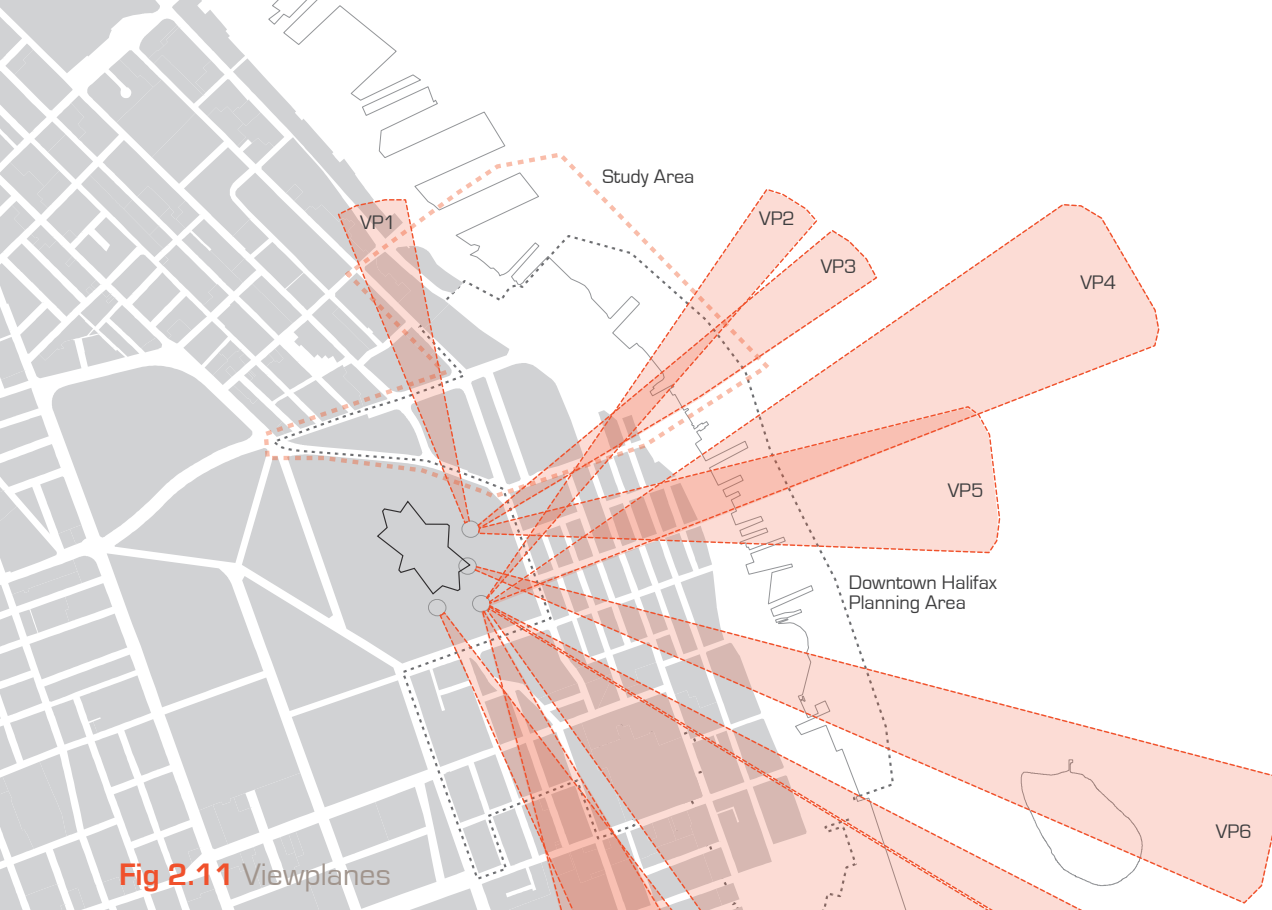 Study Area
VP1
VP2
VP3
VP4
VP5
Downtown Halifax
Planning Area
VP6
Fig 2.11 Viewplanes